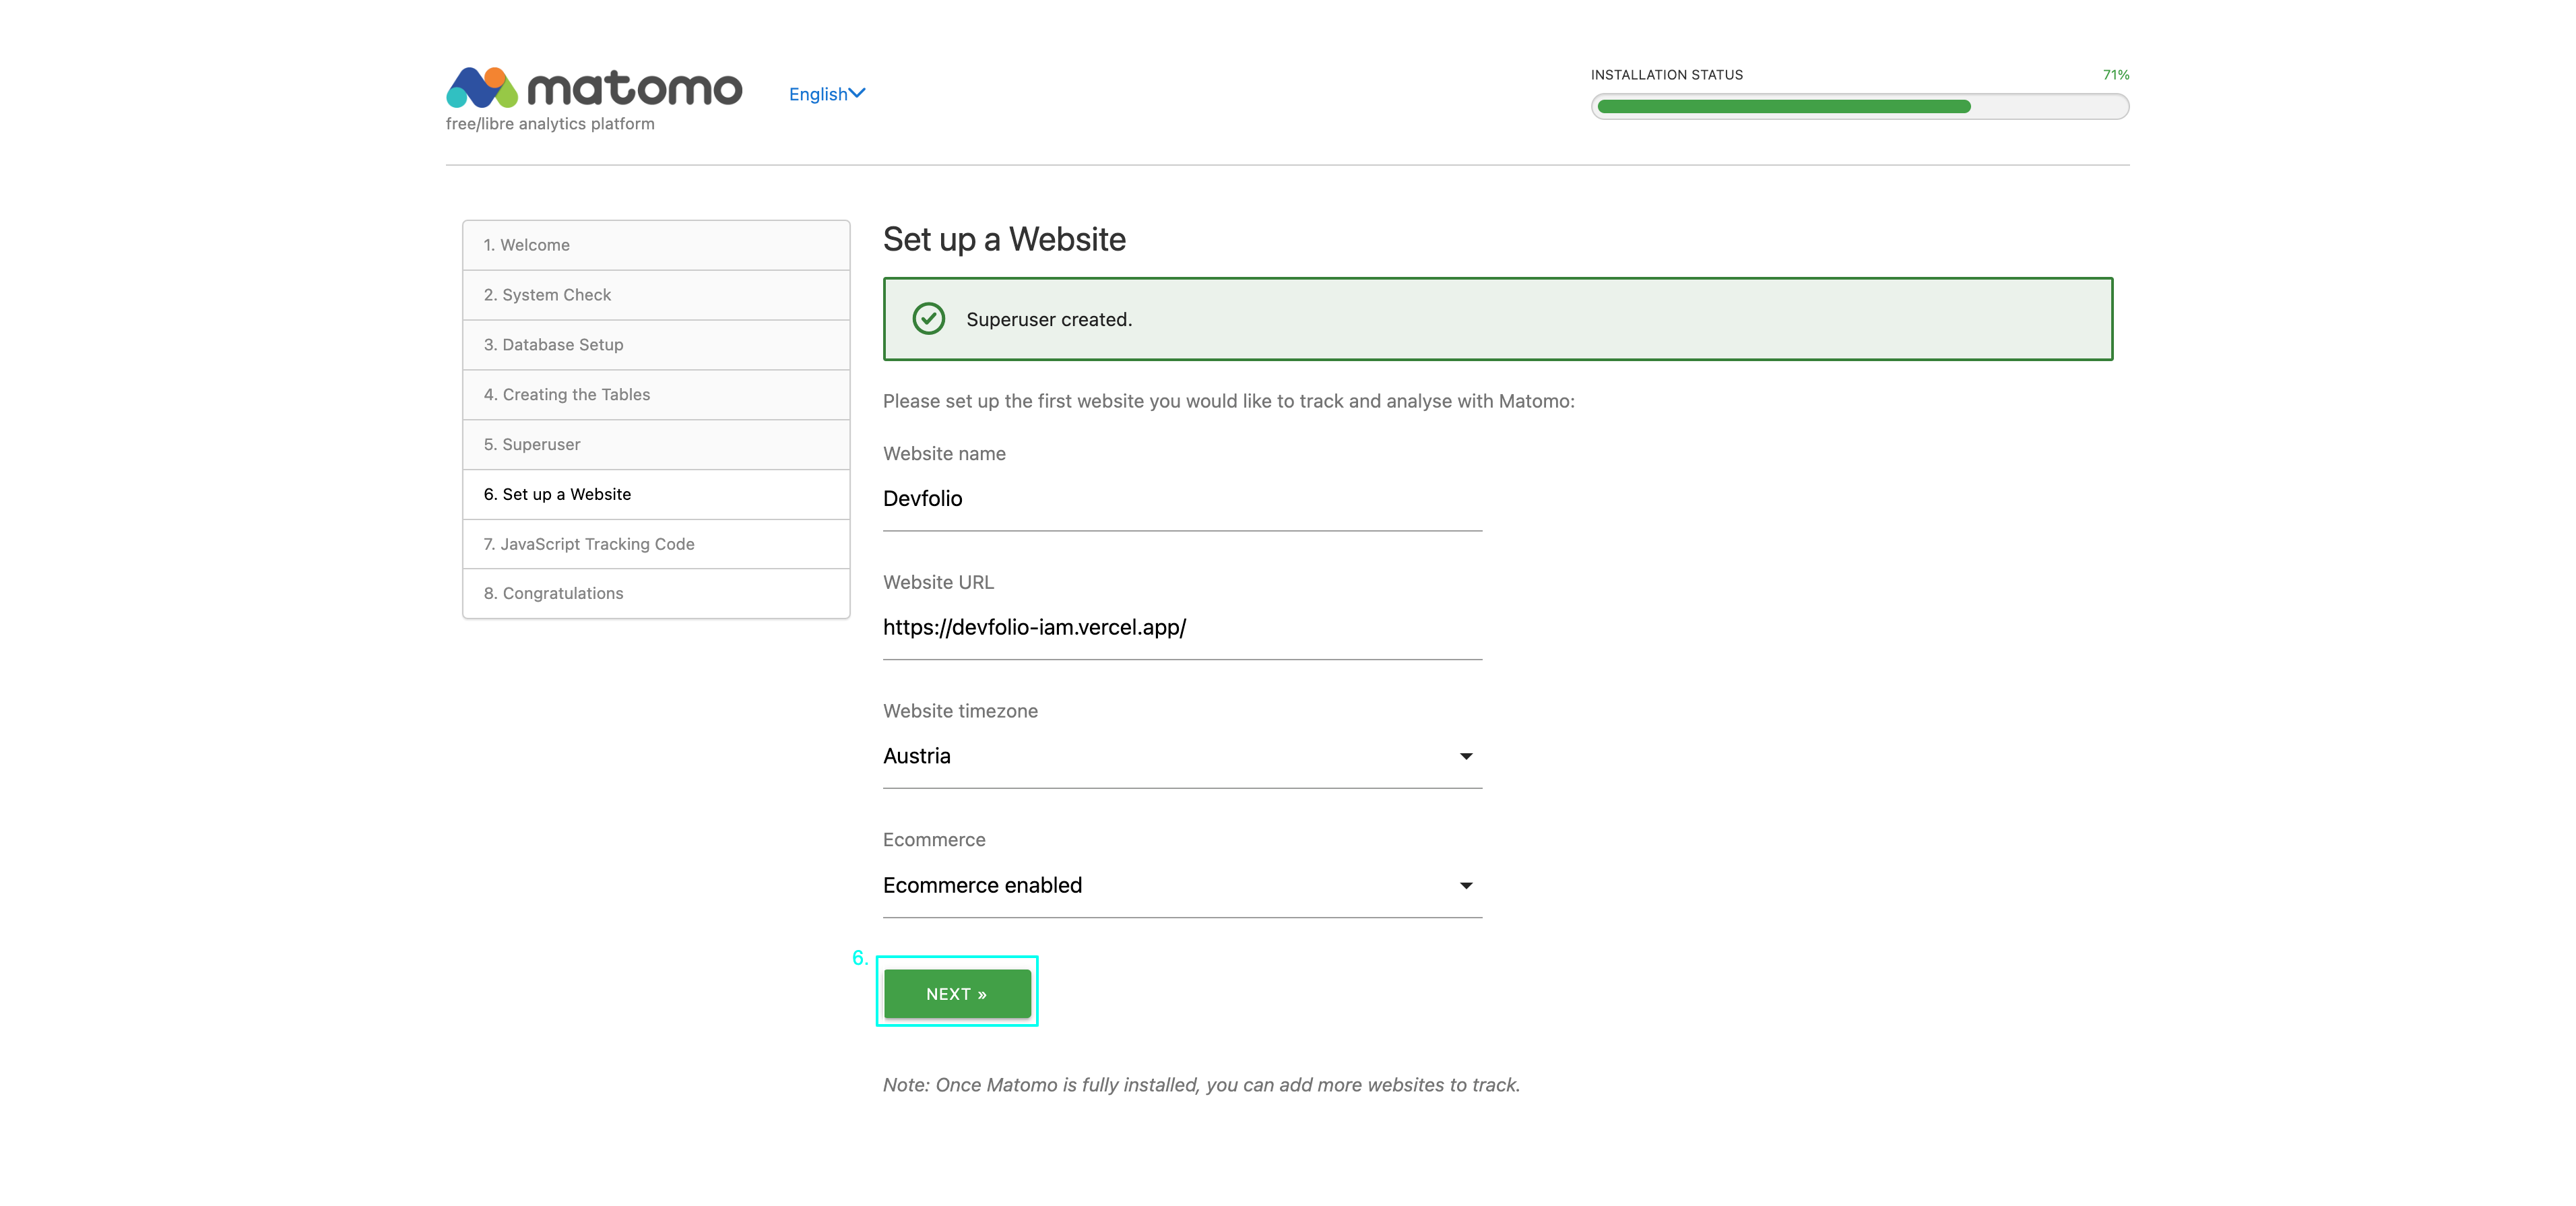 matomo
free/libre analytics platform
English
INSTALLATION STATUS
71%
1. Welcome
2. System Check
3. Database Setup
4. Creating the Tables
5. Superuser
6. Set up a Website
7. JavaScript Tracking Code
8. Congratulations
Set up a Website
Superuser created.
Please set up the first website you would like to track and analyse with Matomo:
Website name
Devfolio
Website URL
https://devfolio-iam.vercel.app/
Website timezone
Austria
Ecommerce
Ecommerce enabled
6.
NEXT »
Note: Once Matomo is fully installed, you can add more websites to track.